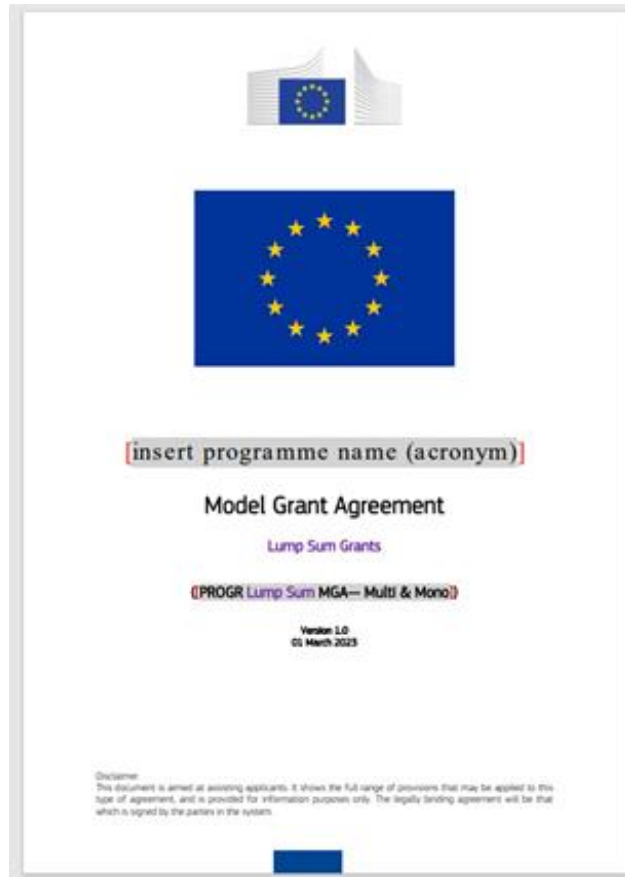 [insert programme name (acronym)]
Model Grant Agreement
Lump Sum Grants
([PROGR Lump Sum MGA— Multi & Mono])
Version 1.0
01 March 2023
Disclaimer
This document is aimed at assisting applicants. It shows the full range of provisions that may be applied to this
type of agreement, and is provided for information purposes only. The legally binding agreement will be that
which is signed by the parties in the system.